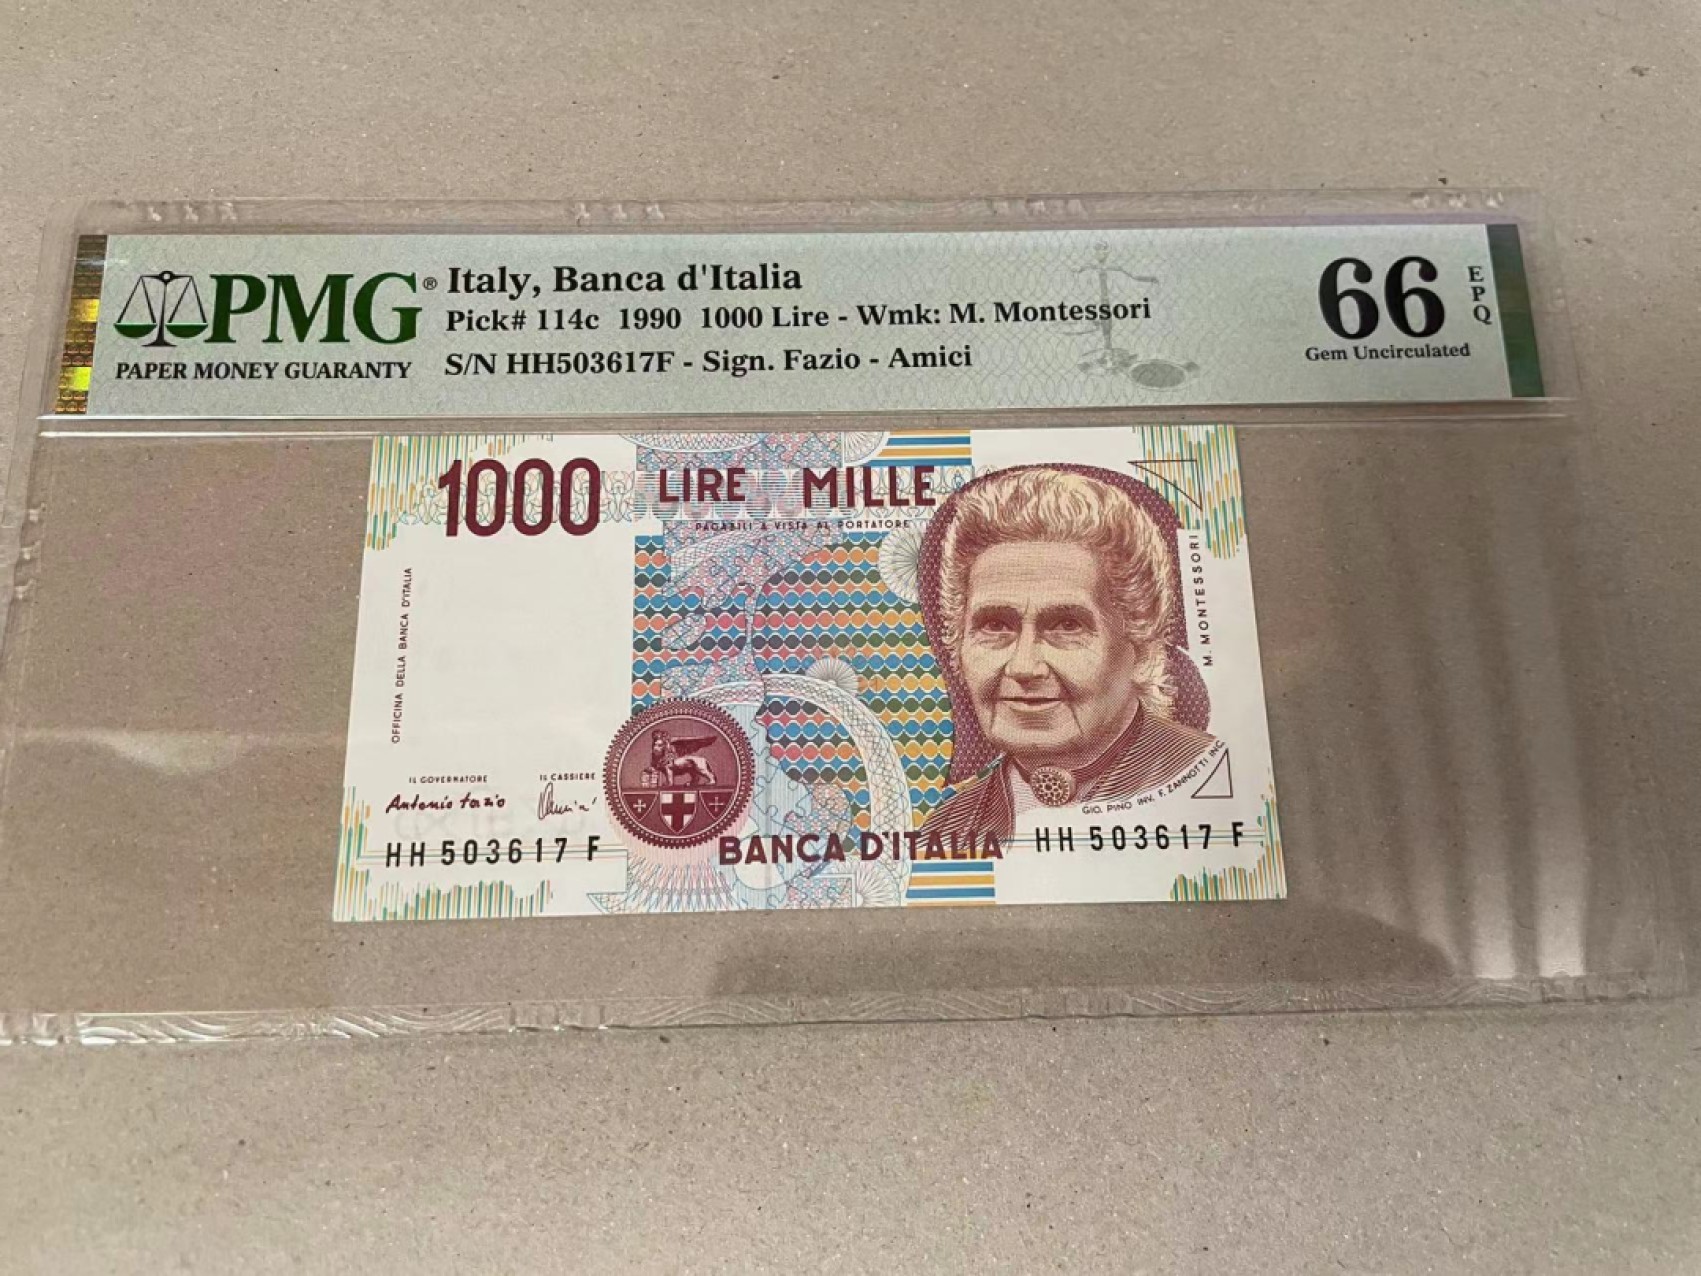 PMG®
PAPER MONEY GUARANTY
Italy, Banca d'Italia
Pick# 114c 1990 1000 Lire - Wmk: M. Montessori
S/N HH503617F - Sign. Fazio - Amici
66
EPQ
Gem Uncirculated
1000 LIRE MILLE
PAGABILI A VISTA AL PORTATORE
OFFICINA DELLA BANCA D'ITALIA
M. MONTESSORI
IL GOVERNATORE
IL CASSIERE
Antonio Fazio
GIO. PINO INV. F. ZANNOTTI INC.
BANCA D'ITALIA
HH 503617 F
HH 503617 F